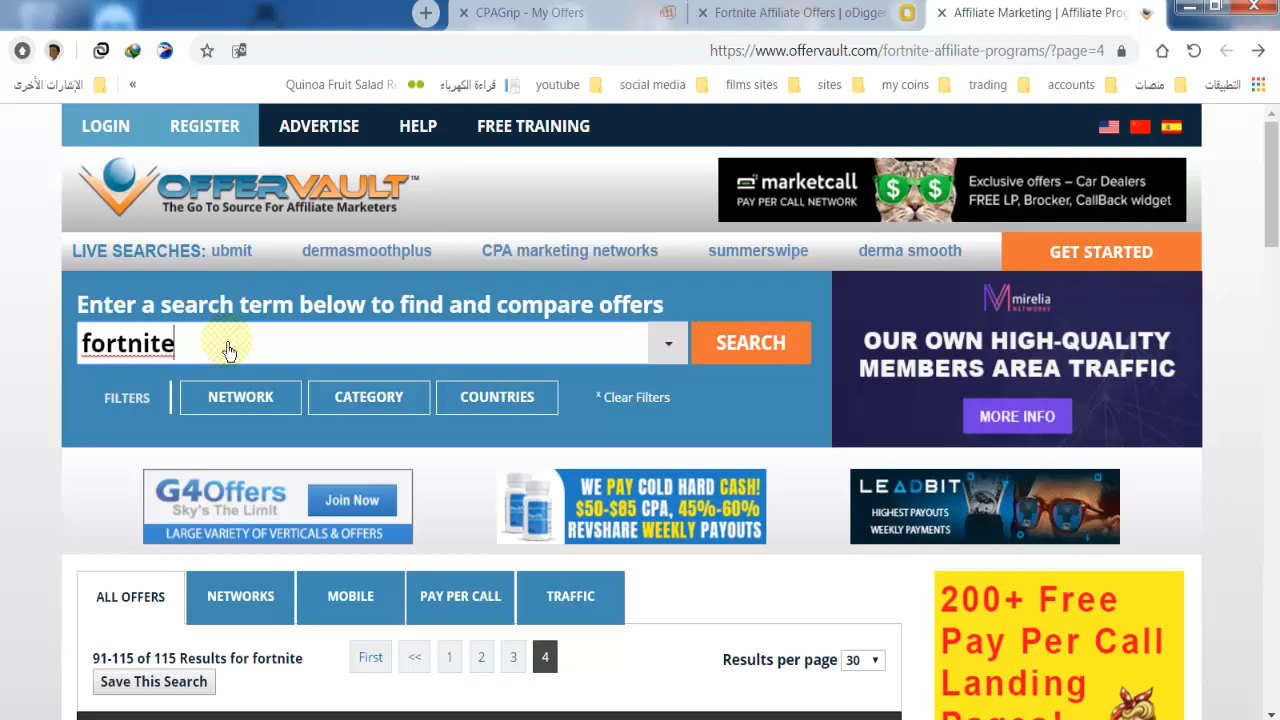 CPAGrip - My Offers
Fortnite Affiliate Offers | oDigge
Affiliate Marketing | Affiliate Pro
https://www.offervault.com/fortnite-affiliate-programs/?page=4
الإشارات الأخرى
«
Quinoa Fruit Salad Re
قراءة الكهرباء
youtube
social media
films sites
sites
my coins
trading
منصات
accounts
التطبيقات
LOGIN
REGISTER
ADVERTISE
HELP
FREE TRAINING
OFFERVAULT™
The Go To Source For Affiliate Marketers
marketcall
PAY PER CALL NETWORK
Exclusive offers – Car Dealers
FREE LP, Brocker, CallBack widget
LIVE SEARCHES: ubmit
dermasmoothplus
CPA marketing networks
summerswipe
derma smooth
GET STARTED
Enter a search term below to find and compare offers
fortnite
SEARCH
FILTERS
NETWORK
CATEGORY
COUNTRIES
x Clear Filters
mirelia
NETWORKS
OUR OWN HIGH-QUALITY
MEMBERS AREA TRAFFIC
MORE INFO
G4Offers
Sky's The Limit
Join Now
LARGE VARIETY OF VERTICALS & OFFERS
WE PAY COLD HARD CASH!
$50-$85 CPA, 45%-60%
REVSHARE WEEKLY PAYOUTS
LEADBIT
HIGHEST PAYOUTS
WEEKLY PAYMENTS
ALL OFFERS
NETWORKS
MOBILE
PAY PER CALL
TRAFFIC
91-115 of 115 Results for fortnite
First
<<
1
2
3
4
Results per page
30
Save This Search
200+ Free
Pay Per Call
Landing
Pages!